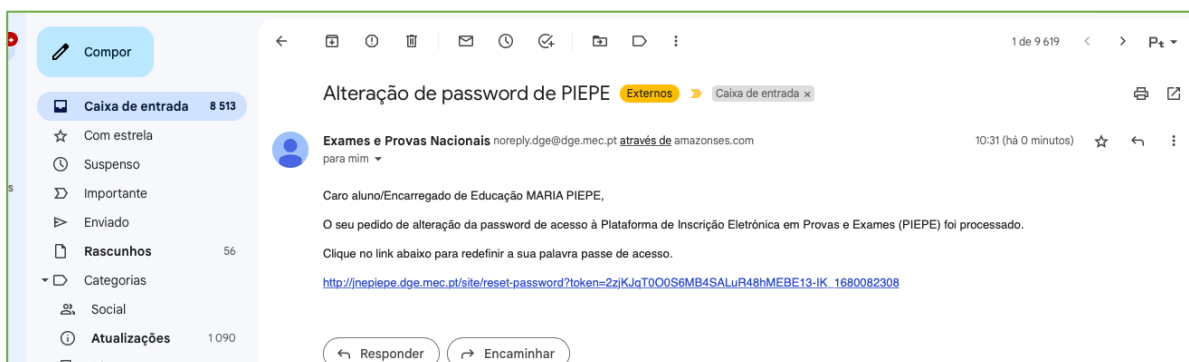 Compor
1 de 9 619
Pt
Caixa de entrada 8 513
Com estrela
Suspenso
Importante
Enviado
Rascunhos 56
Categorias
Social
Atualizações 1 090
Alteração de password de PIEPE Externos Caixa de entrada x
Exames e Provas Nacionais noreply.dge@dge.mec.pt através de amazonses.com 10:31 (há 0 minutos)
para mim
Caro aluno/Encarregado de Educação MARIA PIEPE,
O seu pedido de alteração da password de acesso à Plataforma de Inscrição Eletrónica em Provas e Exames (PIEPE) foi processado.
Clique no link abaixo para redefinir a sua palavra passe de acesso.
http://jnepiepe.dge.mec.pt/site/reset-password?token=2zjKJqT0O0S6MB4SALuR48hMEBE13-IK_1680082308
Responder Encaminhar